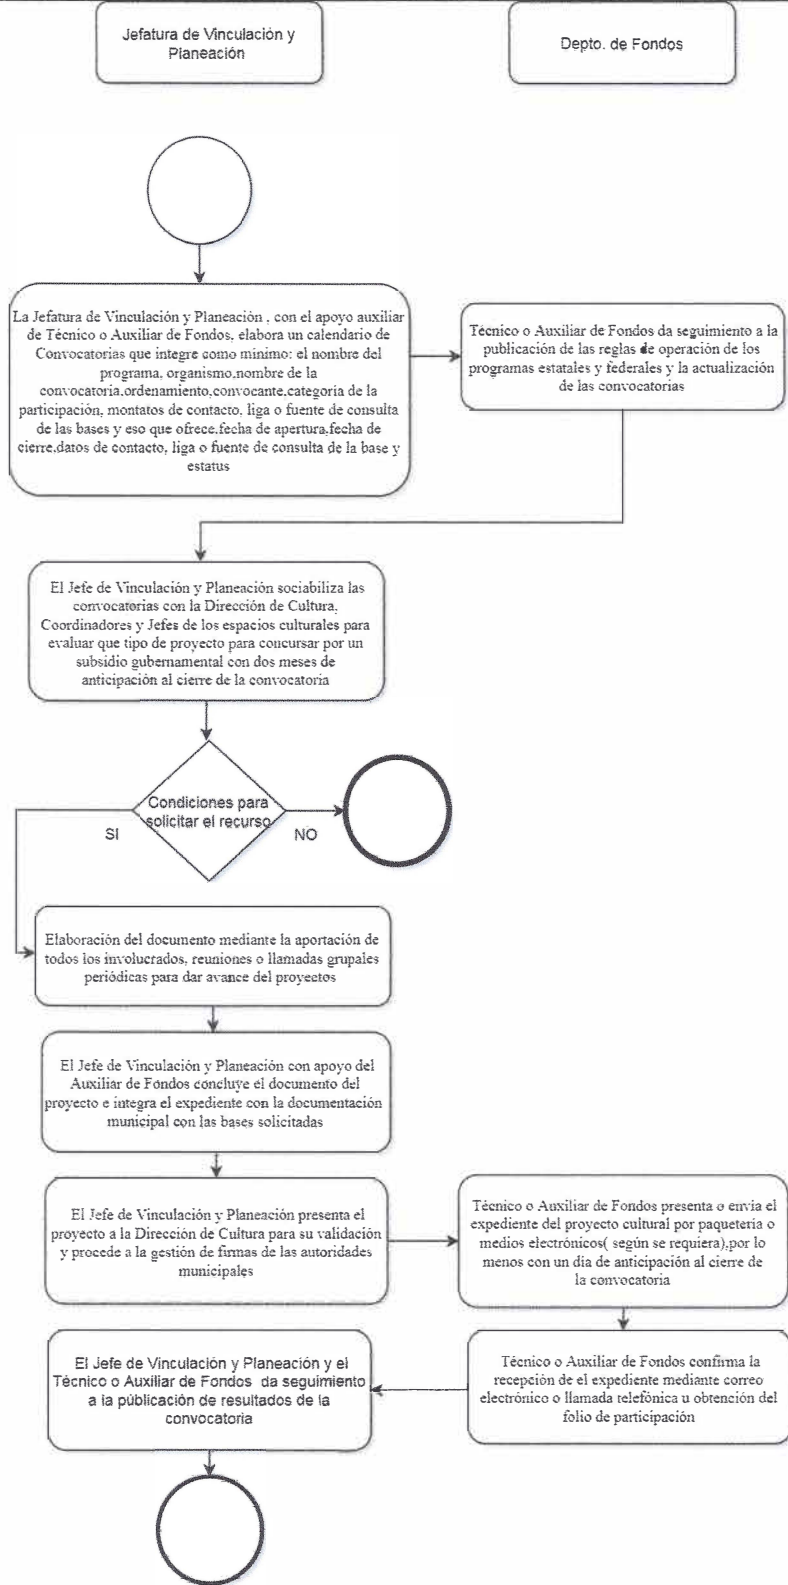 Jefatura de Vinculación y
Planeación
Depto. de Fondos
La Jefatura de Vinculación y Planeación , con el apoyo auxiliar
de Técnico o Auxiliar de Fondos, elabora un calendario de
Convocatorias que integre como minimo: el nombre del
programa, organismo,nombre de la
convocatoria,ordenamiento,convocante,categoria de la
participación, montatos de contacto, liga o fuente de consulta
de las bases y eso que ofrece,fecha de apertura,fecha de
cierre,datos de contacto, liga o fuente de consulta de la base y
estatus
Técnico o Auxiliar de Fondos da seguimiento a la
publicación de las reglas de operación de los
programas estatales y federales y la actualización
de las convocatorias
El Jefe de Vinculación y Planeación sociabiliza las
convocatorias con la Dirección de Cultura,
Coordinadores y Jefes de los espacios culturales para
evaluar que tipo de proyecto para concursar por un
subsidio gubernamental con dos meses de
anticipación al cierre de la convocatoria
Condiciones para
solicitar el recurso
SI
NO
Elaboración del documento mediante la aportación de
todos los involucrados, reuniones o llamadas grupales
periódicas para dar avance del proyectos
El Jefe de Vinculación y Planeación con apoyo del
Auxiliar de Fondos concluye el documento del
proyecto e integra el expediente con la documentación
municipal con las bases solicitadas
El Jefe de Vinculación y Planeación presenta el
proyecto a la Dirección de Cultura para su validación
y procede a la gestión de firmas de las autoridades
municipales
Técnico o Auxiliar de Fondos presenta o envia el
expediente del proyecto cultural por paqueteria o
medios electrónicos( según se requiera),por lo
menos con un dia de anticipación al cierre de
la convocatoria
Técnico o Auxiliar de Fondos confirma la
recepción de el expediente mediante correo
electrónico o llamada telefónica u obtención del
folio de participación
El Jefe de Vinculación y Planeación y el
Técnico o Auxiliar de Fondos da seguimiento
a la públicación de resultados de la
convocatoria